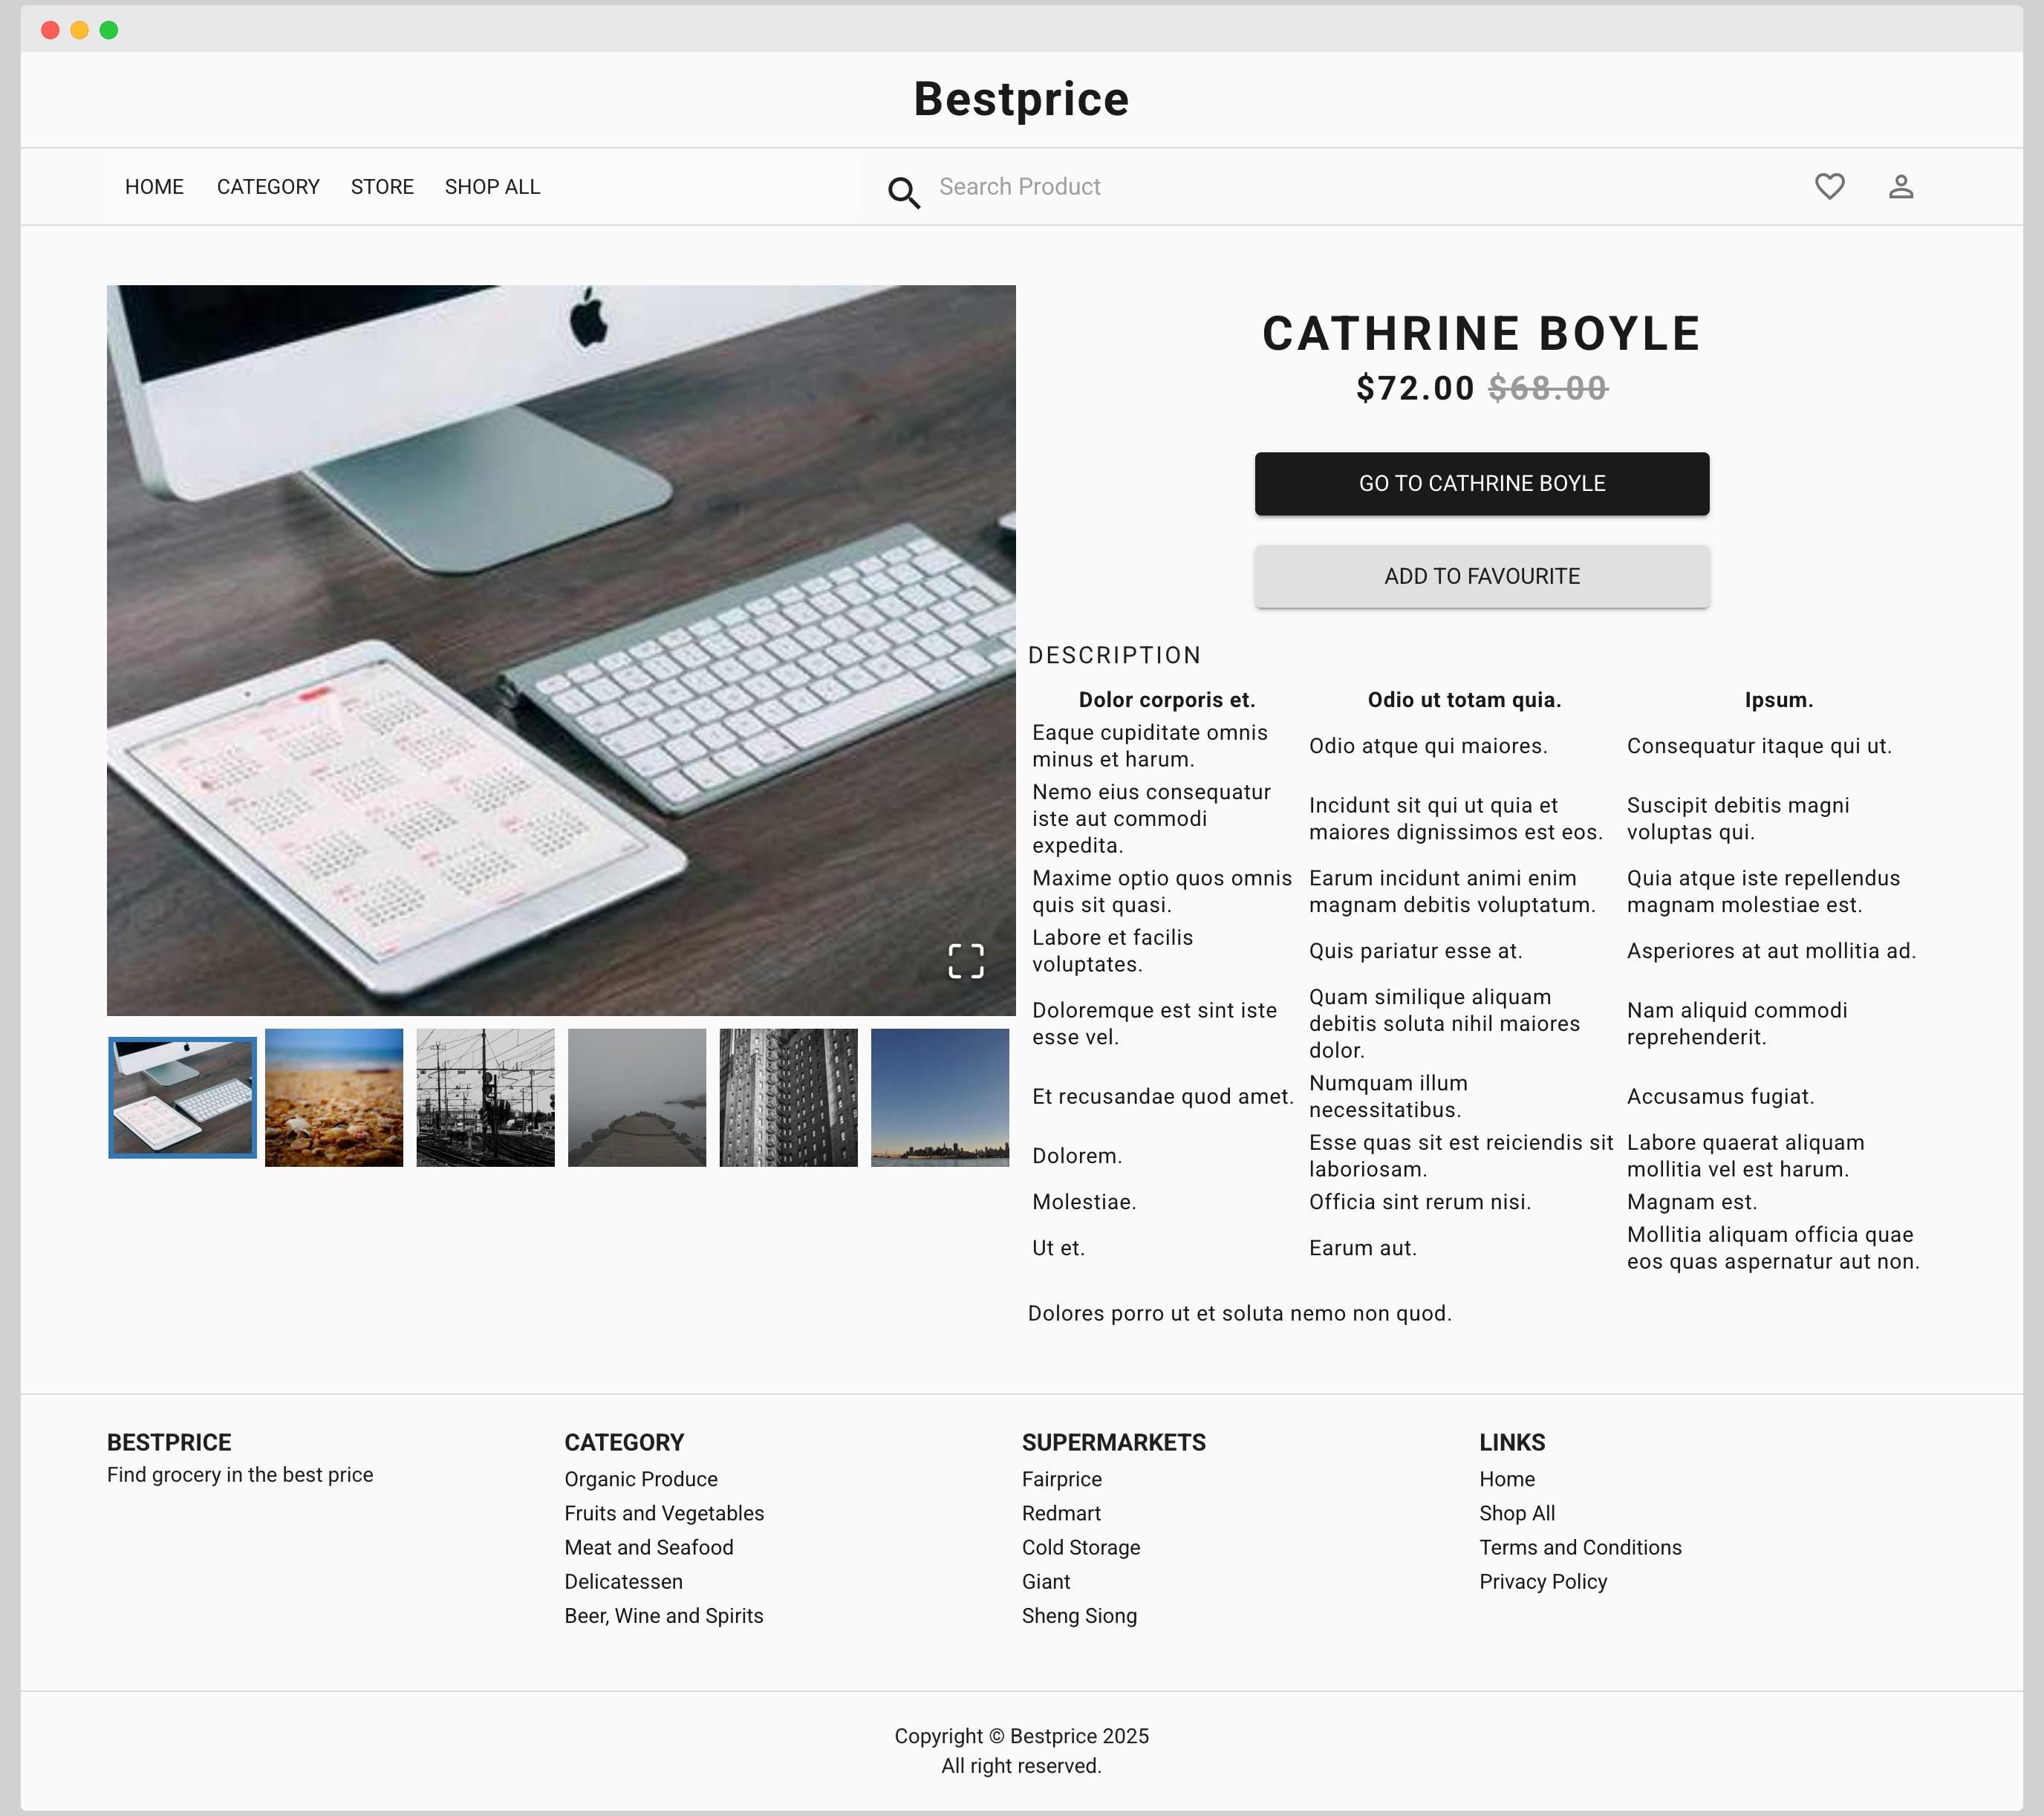 Bestprice
HOME CATEGORY STORE SHOP ALL Search Product
CATHRINE BOYLE
$72.00 $68.00
GO TO CATHRINE BOYLE
ADD TO FAVOURITE
DESCRIPTION
Dolor corporis et. Odio ut totam quia. Ipsum.
Eaque cupiditate omnis
minus et harum.
Odio atque qui maiores.
Consequatur itaque qui ut.
Nemo eius consequatur
iste aut commodi
expedita.
Incidunt sit qui ut quia et
maiores dignissimos est eos.
Suscipit debitis magni
voluptas qui.
Maxime optio quos omnis
quis sit quasi.
Earum incidunt animi enim
magnam debitis voluptatum.
Quia atque iste repellendus
magnam molestiae est.
Labore et facilis
voluptates.
Quis pariatur esse at.
Asperiores at aut mollitia ad.
Doloremque est sint iste
esse vel.
Quam similique aliquam
debitis soluta nihil maiores
dolor.
Nam aliquid commodi
reprehenderit.
Et recusandae quod amet.
Numquam illum
necessitatibus.
Accusamus fugiat.
Dolorem.
Esse quas sit est reiciendis sit
laboriosam.
Labore quaerat aliquam
mollitia vel est harum.
Molestiae.
Officia sint rerum nisi.
Magnam est.
Ut et.
Earum aut.
Mollitia aliquam officia quae
eos quas aspernatur aut non.
Dolores porro ut et soluta nemo non quod.
BESTPRICE
Find grocery in the best price
CATEGORY
Organic Produce
Fruits and Vegetables
Meat and Seafood
Delicatessen
Beer, Wine and Spirits
SUPERMARKETS
Fairprice
Redmart
Cold Storage
Giant
Sheng Siong
LINKS
Home
Shop All
Terms and Conditions
Privacy Policy
Copyright © Bestprice 2025
All right reserved.